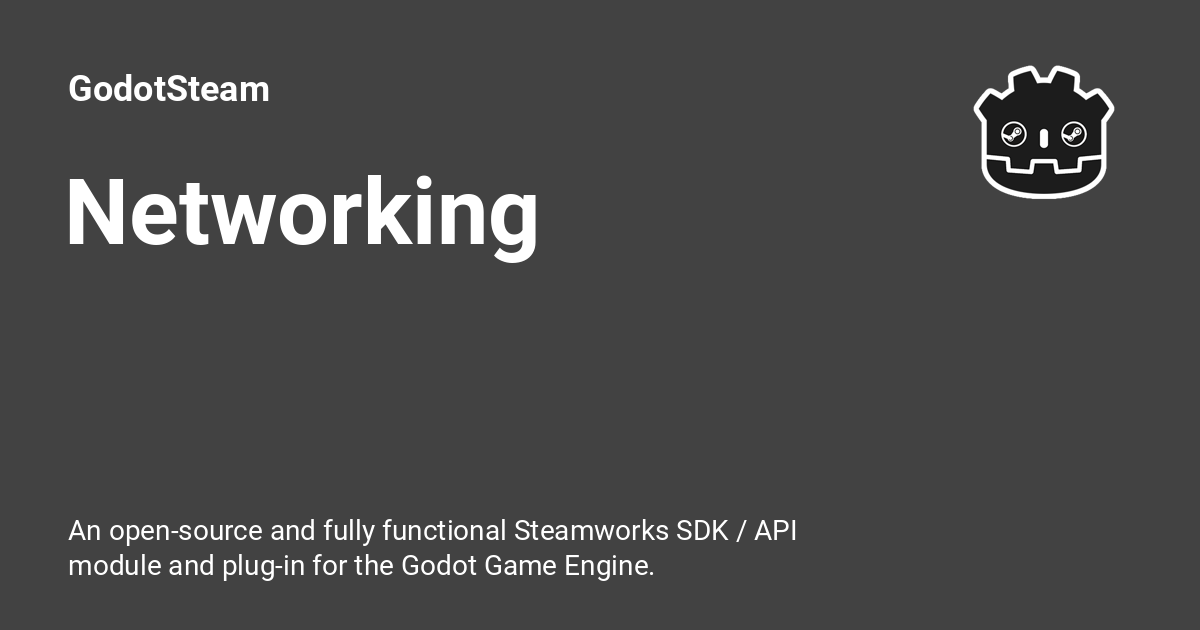 GodotSteam
Networking
An open-source and fully functional Steamworks SDK / API
module and plug-in for the Godot Game Engine.